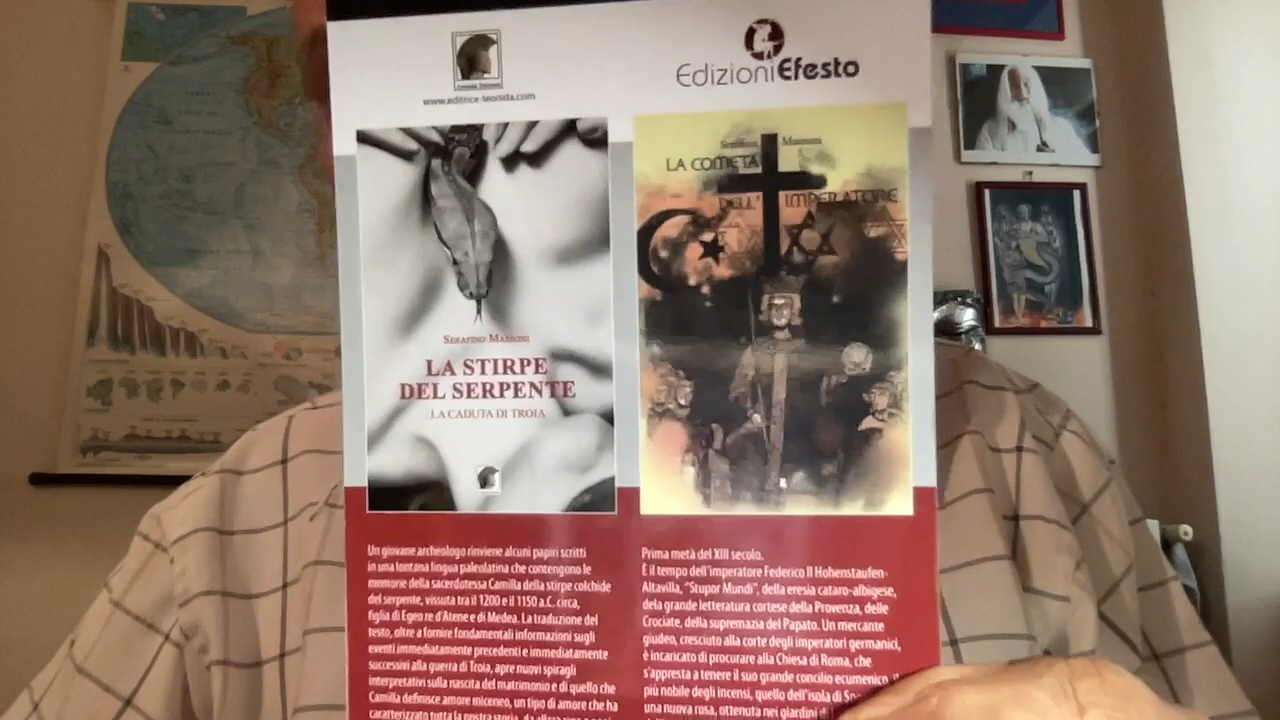 www.editrice-leonida.com
EdizioniEfesto
SERAFINO MASSONI
LA STIRPE
DEL SERPENTE
LA CADUTA DI TROIA
LA COMETA
DELL' IMPERATORE
Un giovane archeologo rinviene alcuni papiri scritti
in una lontana lingua paleolatina che contengono le
memorie della sacerdotessa Camilla della stirpe colchide
del serpente, vissuta tra il 1200 e il 1150 a.C. circa,
figlia di Egeo re d'Atene e di Medea. La traduzione del
testo, oltre a fornire fondamentali informazioni sugli
eventi immediatamente precedenti e immediatamente
successivi alla guerra di Troia, apre nuovi spiragli
interpretativi sulla nascita del matrimonio e di quello che
Camilla definisce amore miceneo, un tipo di amore che ha
caratterizzato tutta la nostra storia, da allora sino a
Prima metà del XIII secolo.
È il tempo dell'imperatore Federico II Hohenstaufen-
Altavilla, "Stupor Mundi", della eresia cataro-albigese,
dela grande letteratura cortese della Provenza, delle
Crociate, della supremazia del Papato. Un mercante
giudeo, cresciuto alla corte degli imperatori germanici,
è incaricato di procurare alla Chiesa di Roma, che
s'appresta a tenere il suo grande concilio ecumenico,
più nobile degli incensi, quello dell'isola di
una nuova rosa, ottenuta nei giardini